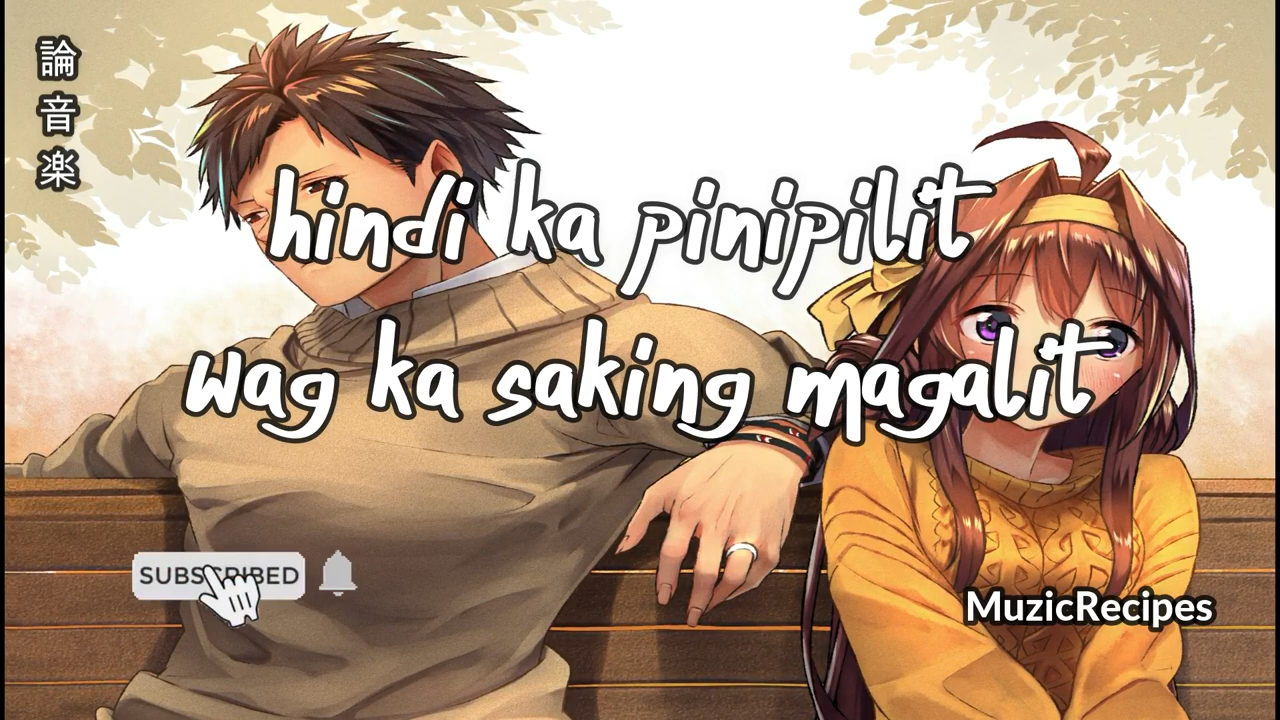 論音楽
hindi ka pinipilit
wag ka saking magalit
SUBSCRIBED
MuzicRecipes